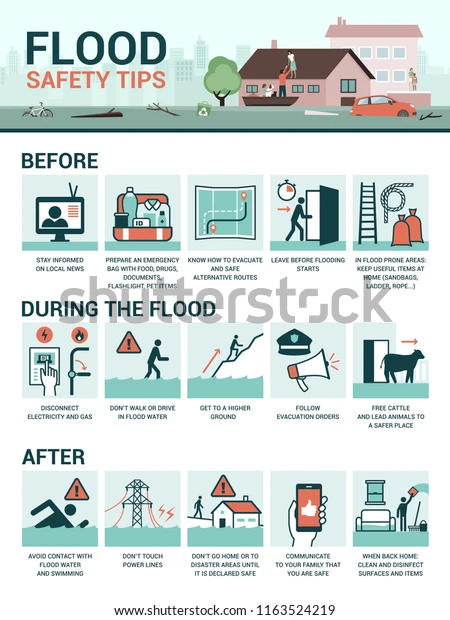 FLOOD
SAFETY TIPS
BEFORE
STAY INFORMED
ON LOCAL NEWS
ID
PREPARE AN EMERGENCY
BAG WITH FOOD, DRUGS,
DOCUMENTS,
FLASHLIGHT, PET ITEMS
KNOW HOW TO EVACUATE
AND SAFE
ALTERNATIVE ROUTES
LEAVE BEFORE FLOODING
STARTS
IN FLOOD PRONE AREAS:
KEEP USEFUL ITEMS AT
HOME (SANDBAGS,
LADDER, ROPE...)
DURING THE FLOOD
DISCONNECT
ELECTRICITY AND GAS
DON'T WALK OR DRIVE
IN FLOOD WATER
GET TO A HIGHER
GROUND
FOLLOW
EVACUATION ORDERS
FREE CATTLE
AND LEAD ANIMALS TO
A SAFER PLACE
AFTER
AVOID CONTACT WITH
FLOOD WATER
AND SWIMMING
DON'T TOUCH
POWER LINES
DON'T GO HOME OR TO
DISASTER AREAS UNTIL
IT IS DECLARED SAFE
COMMUNICATE
TO YOUR FAMILY THAT
YOU ARE SAFE
WHEN BACK HOME:
CLEAN AND DISINFECT
SURFACES AND ITEMS
shutterstock.com · 1163524219